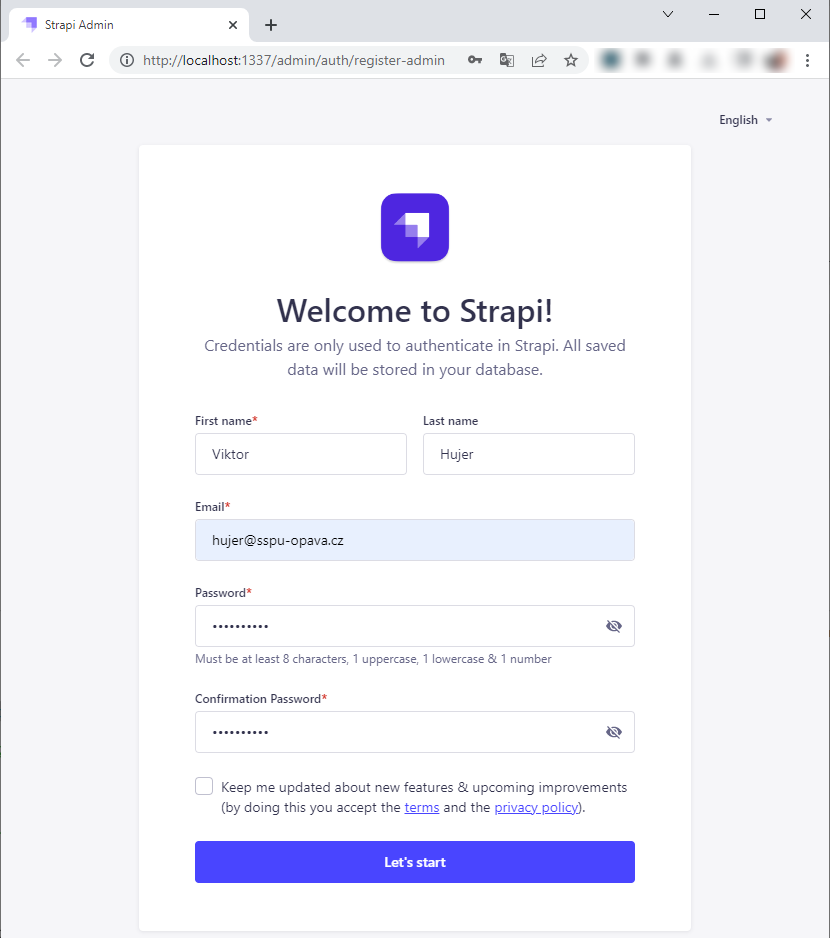 Strapi Admin
http://localhost:1337/admin/auth/register-admin
English
Welcome to Strapi!
Credentials are only used to authenticate in Strapi. All saved
data will be stored in your database.
First name*
Last name
Viktor
Hujer
Email*
hujer@sspu-opava.cz
Password*
••••••••••
Must be at least 8 characters, 1 uppercase, 1 lowercase & 1 number
Confirmation Password*
••••••••••
Keep me updated about new features & upcoming improvements
(by doing this you accept the terms and the privacy policy).
Let's start